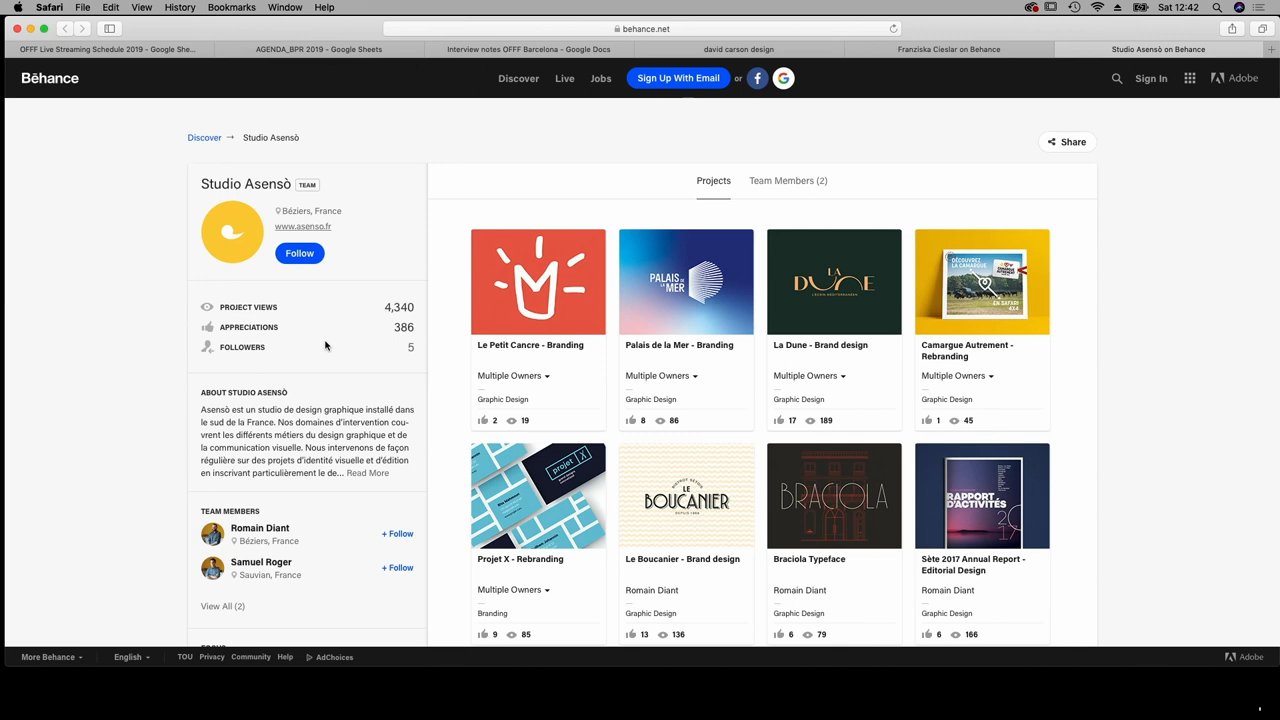 Safari File Edit View History Bookmarks Window Help Sat 12:42
behance.net
OFFF Live Streaming Schedule 2019 - Google She... AGENDA_BPR 2019 - Google Sheets Interview notes OFFF Barcelona - Google Docs david carson design Franziska Cieslar on Behance Studio Asensò on Behance
Bēhance Discover Live Jobs Sign Up With Email or f G Sign In Adobe
Discover → Studio Asensò
Share
Studio Asensò TEAM
Béziers, France
www.asenso.fr
Follow
PROJECT VIEWS 4,340
APPRECIATIONS 386
FOLLOWERS 5
ABOUT STUDIO ASENSÒ
Asensò est un studio de design graphique installé dans
le sud de la France. Nos domaines d'intervention cou-
vrent les différents métiers du design graphique et de
la communication visuelle. Nous intervenons de façon
régulière sur des projets d'identité visuelle et d'édition
en inscrivant particulièrement le de... Read More
TEAM MEMBERS
Romain Diant
Béziers, France
+ Follow
Samuel Roger
Sauvian, France
+ Follow
View All (2)
Projects Team Members (2)
PALAIS
DE LA
MER
LA
DUNE
DÉCOUVREZ
LA CAMARGUE
EN SAFARI
4X4
Le Petit Cancre - Branding
Multiple Owners
Graphic Design
2 19
Palais de la Mer - Branding
Multiple Owners
Graphic Design
8 86
La Dune - Brand design
Multiple Owners
Graphic Design
17 189
Camargue Autrement -
Rebranding
Multiple Owners
Graphic Design
1 45
projet X
LE
BOUCANIER
DEPUIS 1988
BRACIOLA
RAPPORT
D'ACTIVITÉS
Projet X - Rebranding
Multiple Owners
Branding
9 85
Le Boucanier - Brand design
Romain Diant
Graphic Design
13 136
Braciola Typeface
Romain Diant
Graphic Design
6 79
Sète 2017 Annual Report -
Editorial Design
Romain Diant
Graphic Design
6 166
More Behance English TOU Privacy Community Help AdChoices Adobe